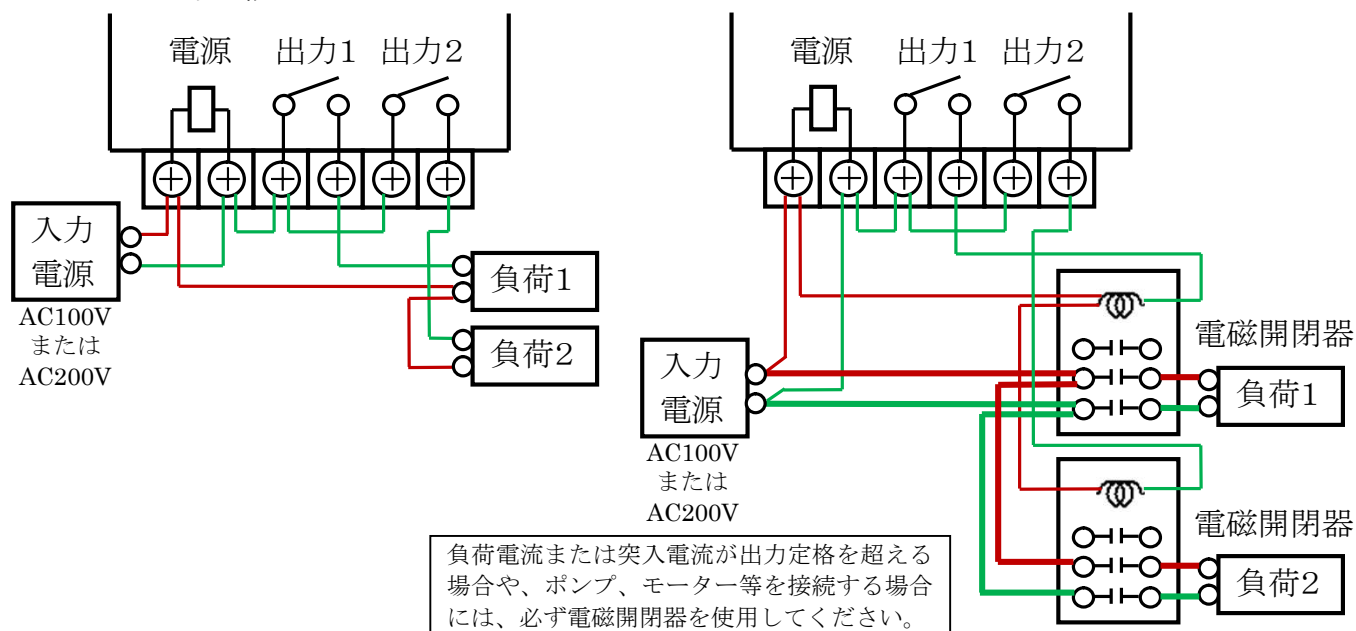 電源 出力1 出力2
入力
電源
AC100V
または
AC200V
負荷1
負荷2
電源 出力1 出力2
入力
電源
AC100V
または
AC200V
電磁開閉器
負荷1
電磁開閉器
負荷2
負荷電流または突入電流が出力定格を超える
場合や、ポンプ、モーター等を接続する場合
には、必ず電磁開閉器を使用してください。